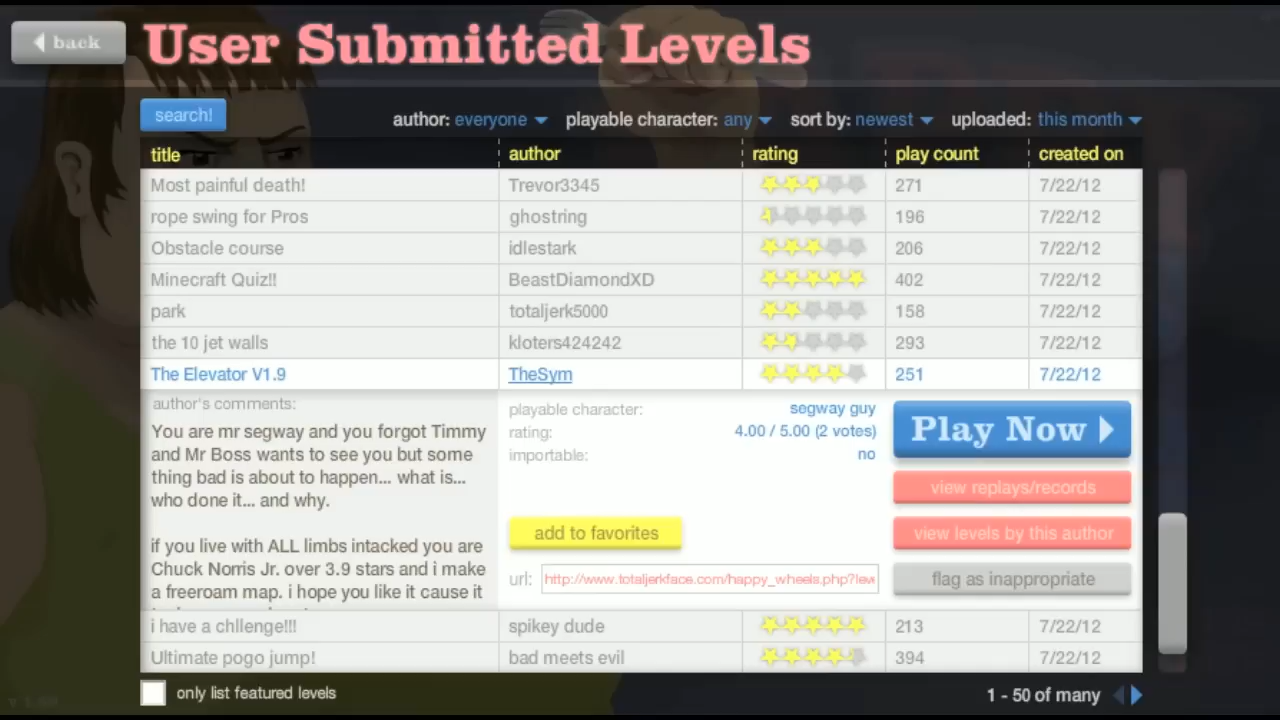 back
User Submitted Levels
search!
author: everyone playable character: any sort by: newest uploaded: this month
title author rating play count created on
Most painful death! Trevor3345 271 7/22/12
rope swing for Pros ghostring 196 7/22/12
Obstacle course idlestark 206 7/22/12
Minecraft Quiz!! BeastDiamondXD 402 7/22/12
park totaljerk5000 158 7/22/12
the 10 jet walls kloters424242 293 7/22/12
The Elevator V1.9 TheSym 251 7/22/12
author's comments:
You are mr segway and you forgot Timmy
and Mr Boss wants to see you but some
thing bad is about to happen... what is...
who done it... and why.
if you live with ALL limbs intacked you are
Chuck Norris Jr. over 3.9 stars and i make
a freeroam map. i hope you like it cause it
playable character: segway guy
rating: 4.00 / 5.00 (2 votes)
importable: no
add to favorites
url: http://www.totaljerkface.com/happy_wheels.php?lev
Play Now
view replays/records
view levels by this author
flag as inappropriate
i have a chllenge!!! spikey dude 213 7/22/12
Ultimate pogo jump! bad meets evil 394 7/22/12
only list featured levels
1 - 50 of many